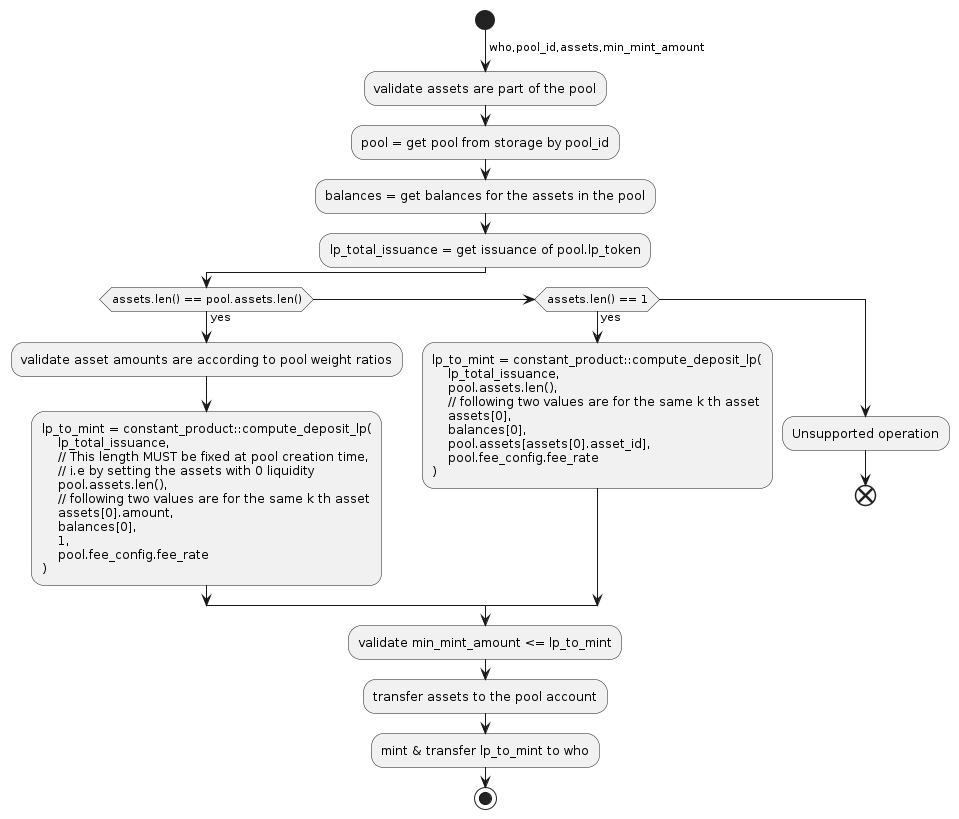 who,pool_id,assets,min_mint_amount
validate assets are part of the pool
pool = get pool from storage by pool_id
balances = get balances for the assets in the pool
lp_total_issuance = get issuance of pool.lp_token
assets.len() == pool.assets.len()
yes
validate asset amounts are according to pool weight ratios
lp_to_mint = constant_product::compute_deposit_lp(
lp_total_issuance,
// This length MUST be fixed at pool creation time,
// i.e by setting the assets with 0 liquidity
pool.assets.len(),
// following two values are for the same k th asset
assets[0].amount,
balances[0],
1,
pool.fee_config.fee_rate
)
assets.len() == 1
yes
lp_to_mint = constant_product::compute_deposit_lp(
lp_total_issuance,
pool.assets.len(),
// following two values are for the same k th asset
assets[0],
balances[0],
pool.assets[assets[0].asset_id],
pool.fee_config.fee_rate
)
Unsupported operation
validate min_mint_amount <= lp_to_mint
transfer assets to the pool account
mint & transfer lp_to_mint to who